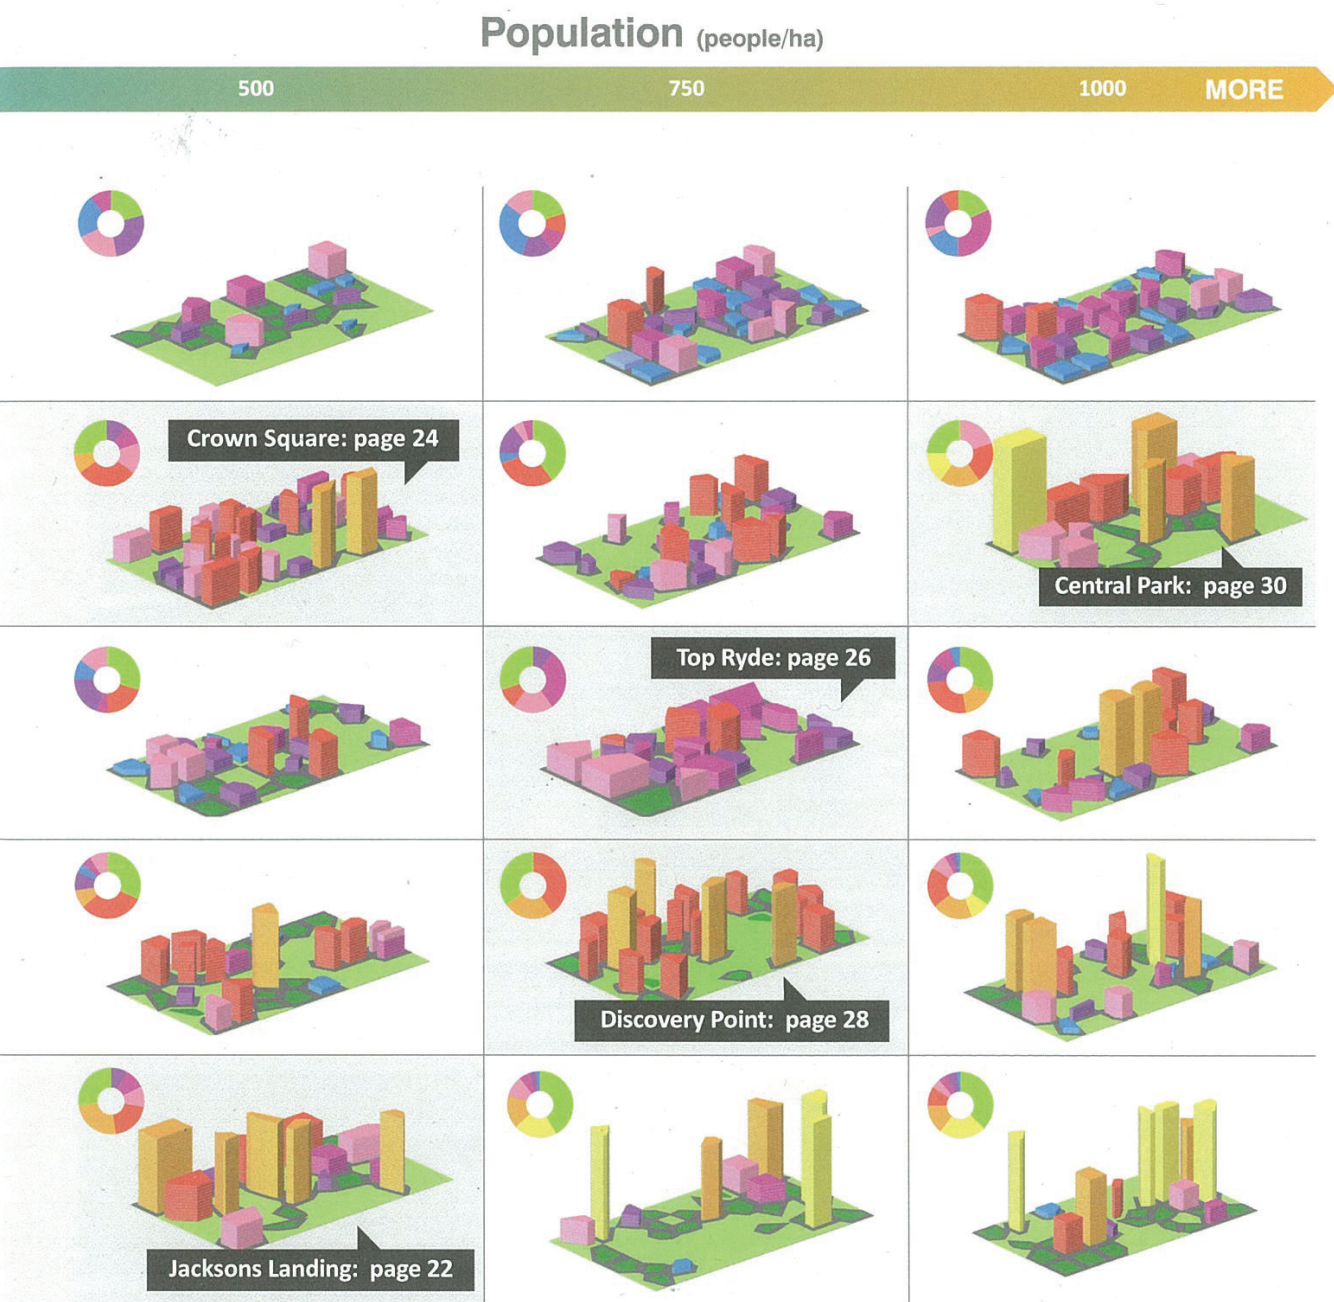 Population (people/ha)
500 750 1000 MORE
Crown Square: page 24
Central Park: page 30
Top Ryde: page 26
Discovery Point: page 28
Jacksons Landing: page 22